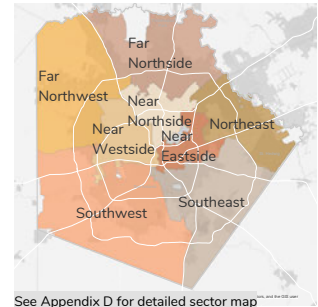 Far
Northside
Far
Northwest
Near
Northside
Near
Westside
Near
Eastside
Northeast
Southwest
Southeast
See Appendix D for detailed sector map